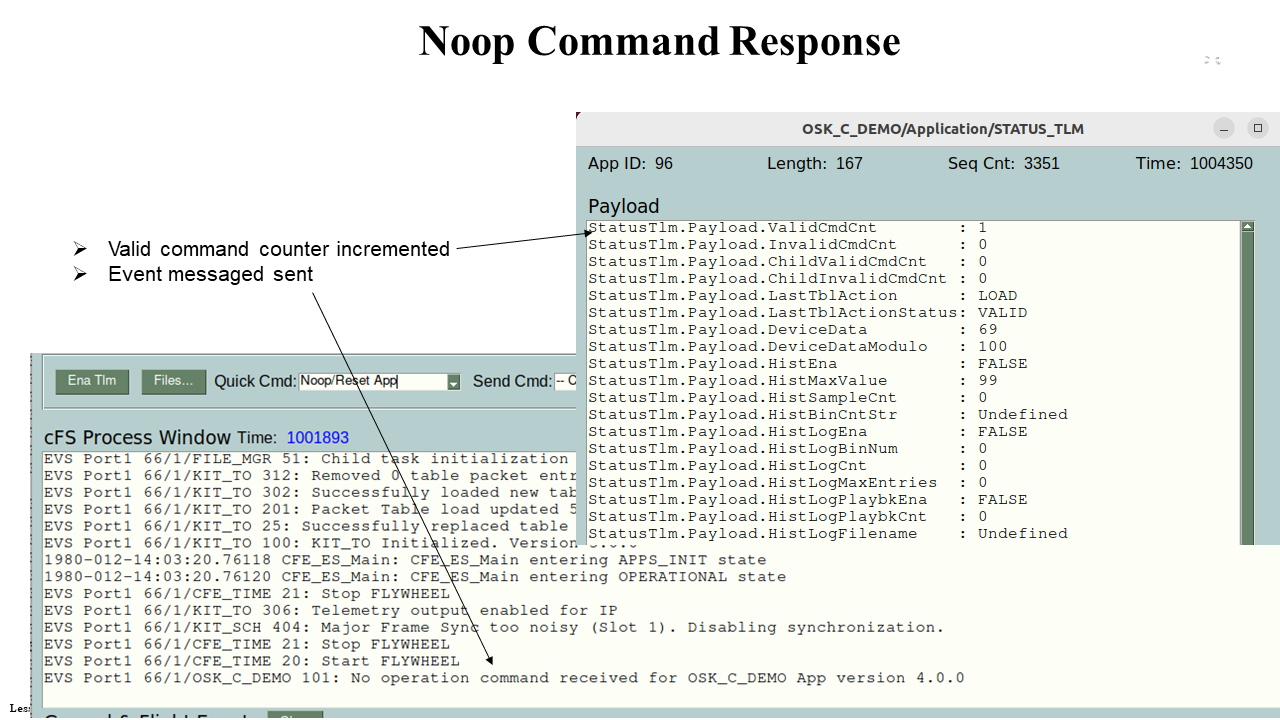 Noop Command Response
OSK_C_DEMO/Application/STATUS_TLM
App ID: 96 Length: 167 Seq Cnt: 3351 Time: 1004350
Payload
StatusTlm.Payload.ValidCmdCnt : 1
StatusTlm.Payload.InvalidCmdCnt : 0
StatusTlm.Payload.ChildValidCmdCnt : 0
StatusTlm.Payload.ChildInvalidCmdCnt : 0
StatusTlm.Payload.LastTblAction : LOAD
StatusTlm.Payload.LastTblActionStatus: VALID
StatusTlm.Payload.DeviceData : 69
StatusTlm.Payload.DeviceDataModulo : 100
StatusTlm.Payload.HistEna : FALSE
StatusTlm.Payload.HistMaxValue : 99
StatusTlm.Payload.HistSampleCnt : 0
StatusTlm.Payload.HistBinCntStr : Undefined
StatusTlm.Payload.HistLogEna : FALSE
StatusTlm.Payload.HistLogBinNum : 0
StatusTlm.Payload.HistLogCnt : 0
StatusTlm.Payload.HistLogMaxEntries : 0
StatusTlm.Payload.HistLogPlaybkEna : FALSE
StatusTlm.Payload.HistLogPlaybkCnt : 0
StatusTlm.Payload.HistLogFilename : Undefined
➢ Valid command counter incremented
➢ Event messaged sent
Ena Tlm Files... Quick Cmd: Noop/Reset App Send Cmd: -- C
cFS Process Window Time: 1001893
EVS Port1 66/1/FILE_MGR 51: Child task initialization
EVS Port1 66/1/KIT_TO 312: Removed 0 table packet entr
EVS Port1 66/1/KIT_TO 302: Successfully loaded new tab
EVS Port1 66/1/KIT_TO 201: Packet Table load updated 5
EVS Port1 66/1/KIT_TO 25: Successfully replaced table
EVS Port1 66/1/KIT_TO 100: KIT_TO Initialized. Version
1980-012-14:03:20.76118 CFE_ES_Main: CFE_ES_Main entering APPS_INIT state
1980-012-14:03:20.76120 CFE_ES_Main: CFE_ES_Main entering OPERATIONAL state
EVS Port1 66/1/CFE_TIME 21: Stop FLYWHEEL
EVS Port1 66/1/KIT_TO 306: Telemetry output enabled for IP
EVS Port1 66/1/KIT_SCH 404: Major Frame Sync too noisy (Slot 1). Disabling synchronization.
EVS Port1 66/1/CFE_TIME 21: Stop FLYWHEEL
EVS Port1 66/1/CFE_TIME 20: Start FLYWHEEL
EVS Port1 66/1/OSK_C_DEMO 101: No operation command received for OSK_C_DEMO App version 4.0.0
Les